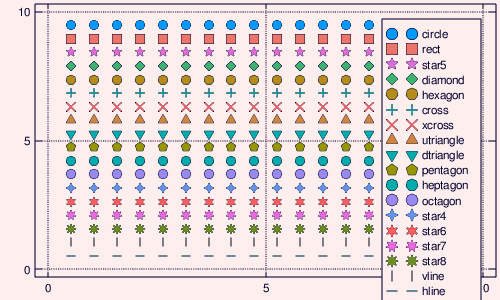 10
5
0
0
5
0
circle
rect
star5
diamond
hexagon
cross
xcross
utriangle
dtriangle
pentagon
heptagon
octagon
star4
star6
star7
star8
vline
hline